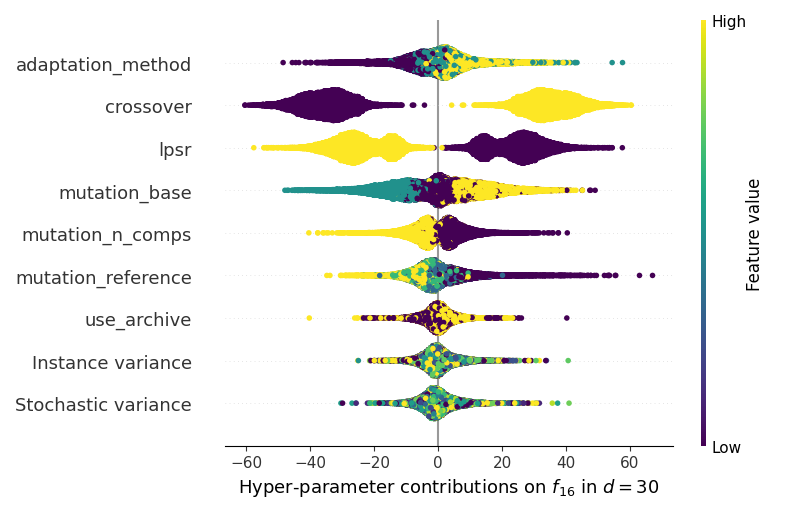 High
adaptation_method
crossover
lpsr
mutation_base
mutation_n_comps
mutation_reference
use_archive
Instance variance
Stochastic variance
Feature value
Low
−60 −40 −20 0 20 40 60
Hyper-parameter contributions on f₁₆ in d = 30